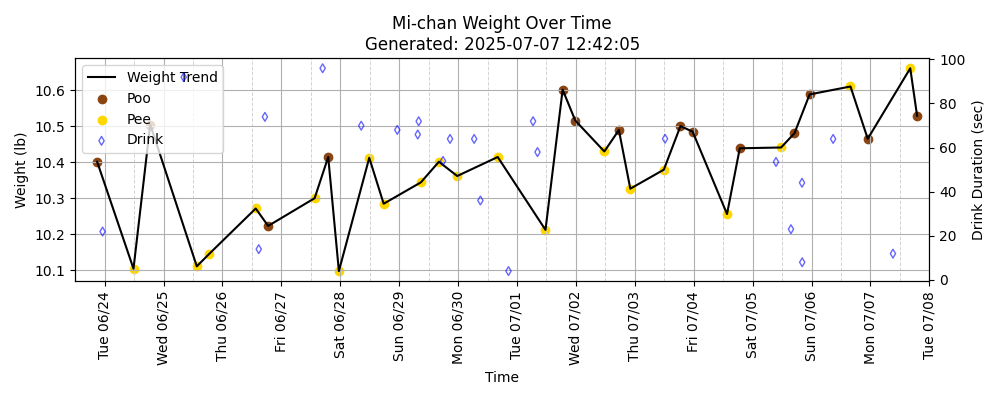 Mi-chan Weight Over Time
Generated: 2025-07-07 12:42:05
Weight Trend
Poo
Pee
Drink
Weight (lb)
10.6
10.5
10.4
10.3
10.2
10.1
100
80
60
40
20
0
Drink Duration (sec)
Tue 06/24
Wed 06/25
Thu 06/26
Fri 06/27
Sat 06/28
Sun 06/29
Mon 06/30
Tue 07/01
Wed 07/02
Thu 07/03
Fri 07/04
Sat 07/05
Sun 07/06
Mon 07/07
Tue 07/08
Time